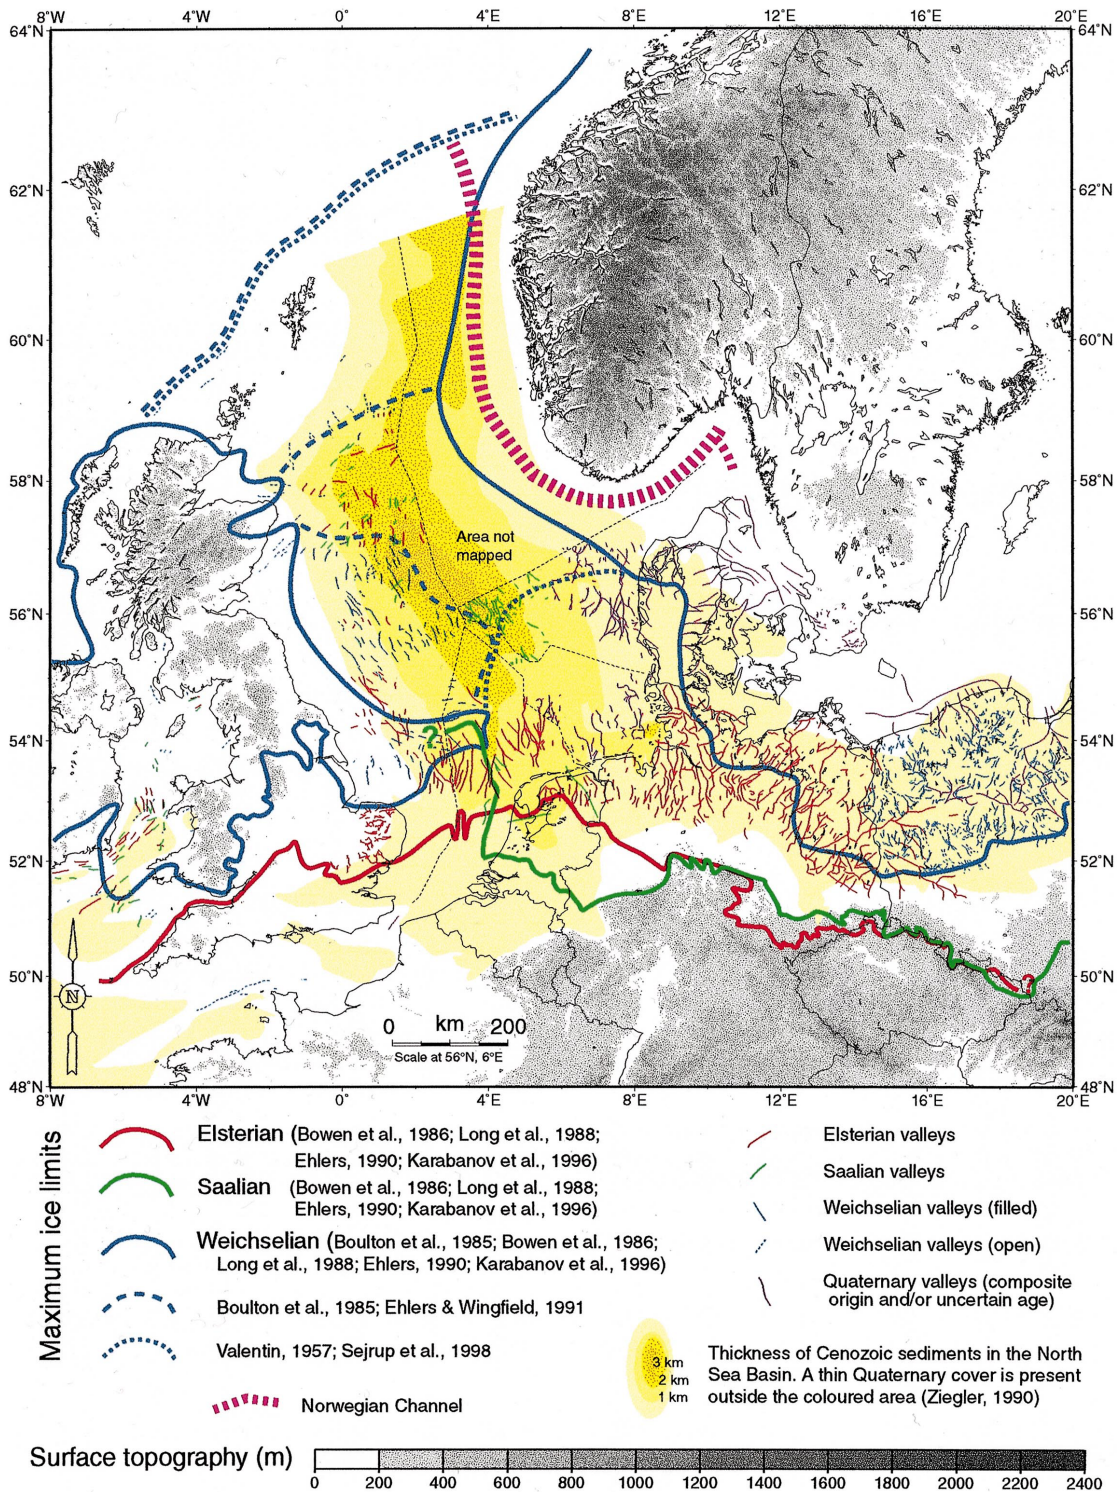 8°W 4°W 0° 4°E 8°E 12°E 16°E 20°E
64°N 64°N
62°N 62°N
60°N 60°N
58°N 58°N
Area not
mapped
56°N 56°N
54°N 54°N
?
52°N 52°N
50°N 50°N
?
N
0 km 200
Scale at 56°N, 6°E
48°N 48°N
8°W 4°W 0° 4°E 8°E 12°E 16°E 20°E
Maximum ice limits
Elsterian (Bowen et al., 1986; Long et al., 1988;
Ehlers, 1990; Karabanov et al., 1996)
Saalian (Bowen et al., 1986; Long et al., 1988;
Ehlers, 1990; Karabanov et al., 1996)
Weichselian (Boulton et al., 1985; Bowen et al., 1986;
Long et al., 1988; Ehlers, 1990; Karabanov et al., 1996)
Boulton et al., 1985; Ehlers & Wingfield, 1991
Valentin, 1957; Sejrup et al., 1998
Norwegian Channel
Elsterian valleys
Saalian valleys
Weichselian valleys (filled)
Weichselian valleys (open)
Quaternary valleys (composite
origin and/or uncertain age)
3 km
2 km
1 km
Thickness of Cenozoic sediments in the North
Sea Basin. A thin Quaternary cover is present
outside the coloured area (Ziegler, 1990)
Surface topography (m)
0 200 400 600 800 1000 1200 1400 1600 1800 2000 2200 2400